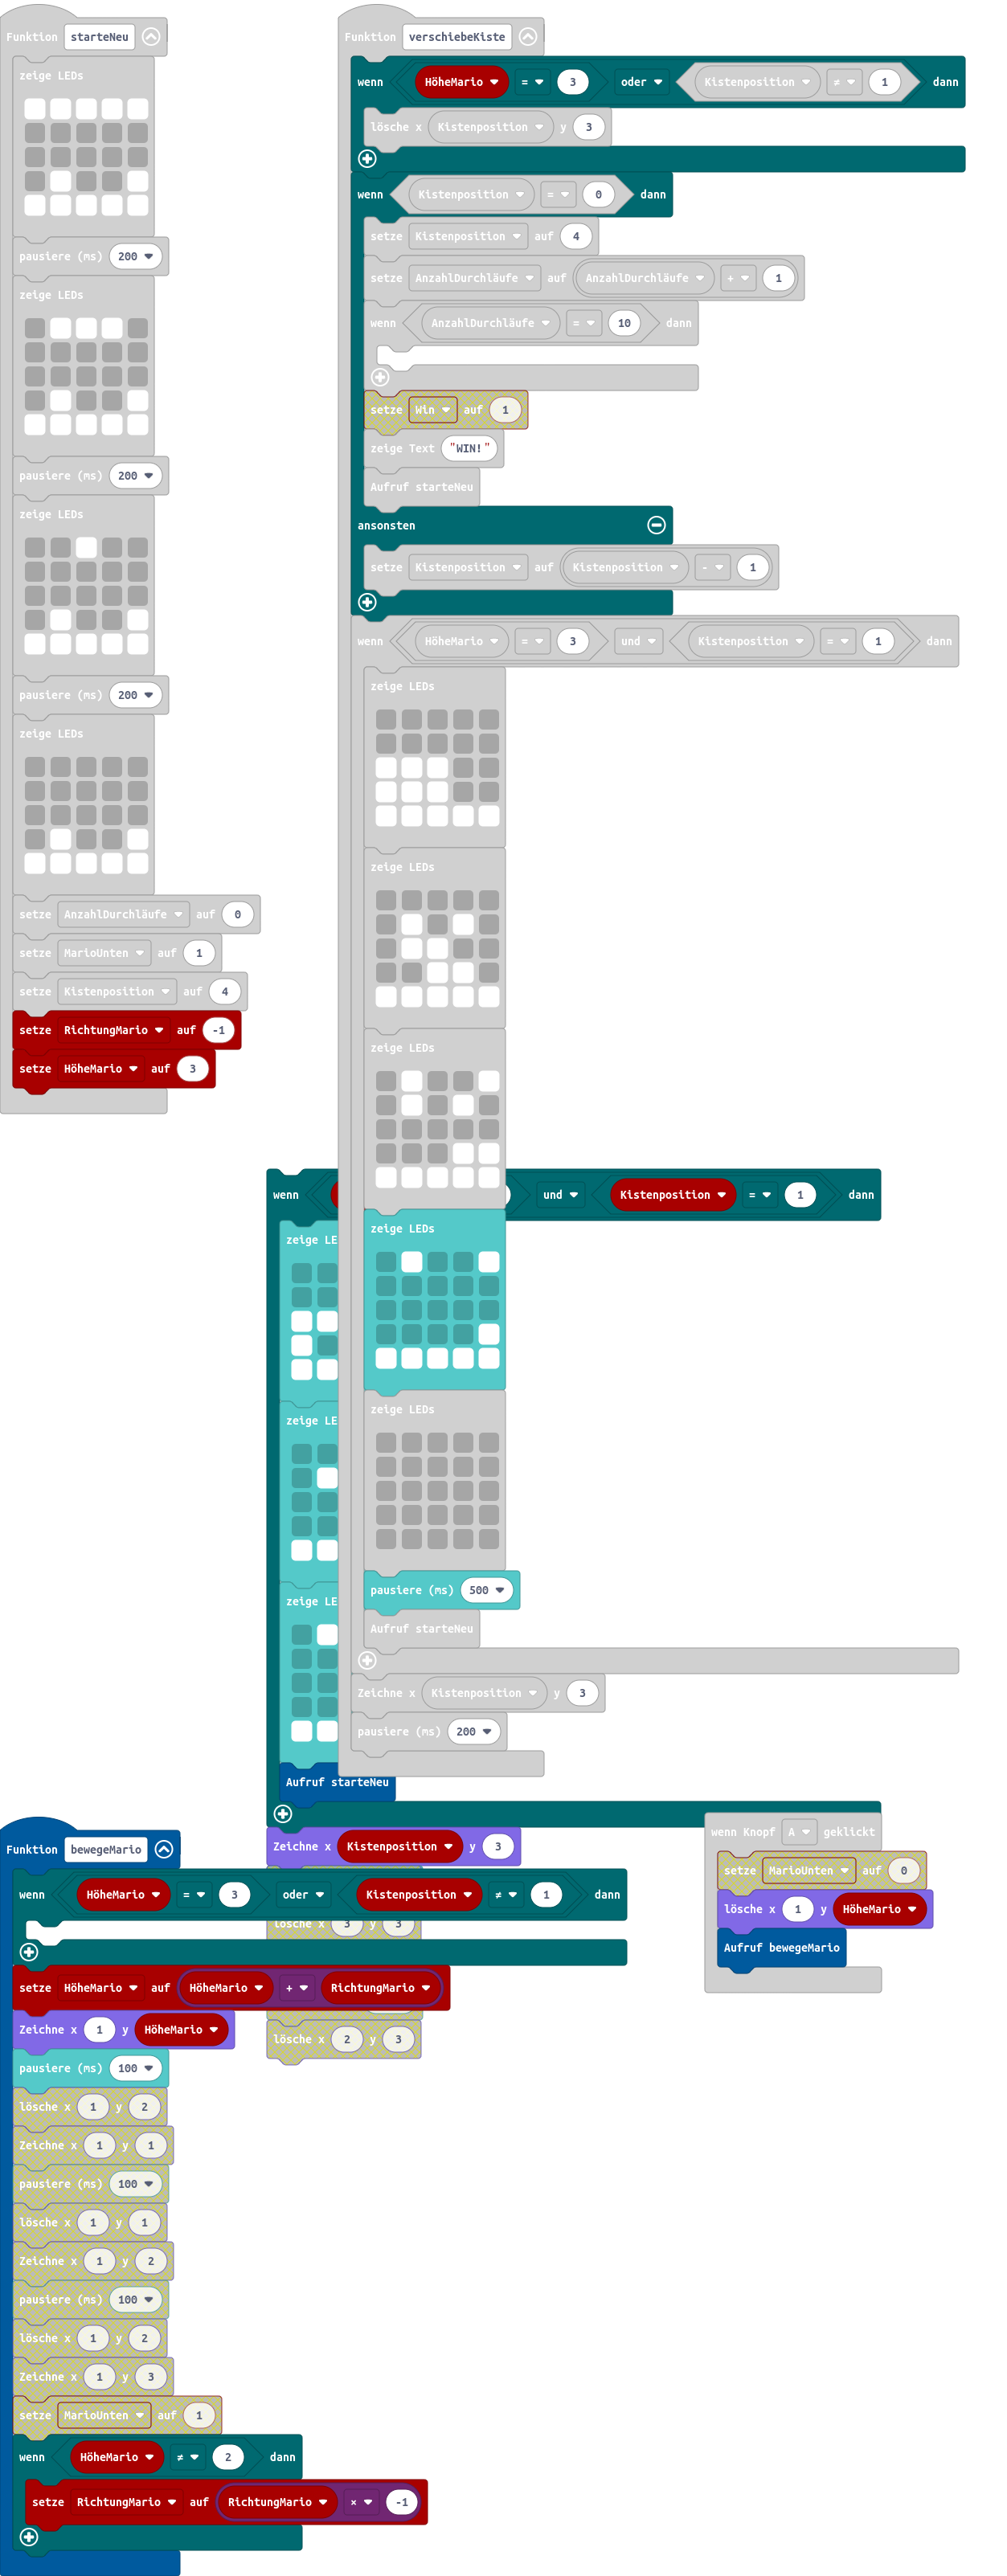 Funktion starteNeu
zeige LEDs
pausiere (ms) 200
zeige LEDs
pausiere (ms) 200
zeige LEDs
pausiere (ms) 200
zeige LEDs
setze AnzahlDurchläufe auf 0
setze MarioUnten auf 1
setze Kistenposition auf 4
setze RichtungMario auf -1
setze HöheMario auf 3
Funktion verschiebeKiste
wenn HöheMario = 3 oder Kistenposition ≠ 1 dann
lösche x Kistenposition y 3
wenn Kistenposition = 0 dann
setze Kistenposition auf 4
setze AnzahlDurchläufe auf AnzahlDurchläufe + 1
wenn AnzahlDurchläufe = 10 dann
setze Win auf 1
zeige Text "WIN!"
Aufruf starteNeu
ansonsten
setze Kistenposition auf Kistenposition - 1
wenn HöheMario = 3 und Kistenposition = 1 dann
zeige LEDs
zeige LEDs
zeige LEDs
zeige LEDs
zeige LEDs
pausiere (ms) 500
Aufruf starteNeu
Zeichne x Kistenposition y 3
pausiere (ms) 200
wenn und Kistenposition = 1 dann
zeige LE
zeige LE
zeige LE
Aufruf starteNeu
Zeichne x Kistenposition y 3
lösche x 3 y 3
lösche x 2 y 3
wenn Knopf A geklickt
setze MarioUnten auf 0
lösche x 1 y HöheMario
Aufruf bewegeMario
Funktion bewegeMario
wenn HöheMario = 3 oder Kistenposition ≠ 1 dann
setze HöheMario auf HöheMario + RichtungMario
Zeichne x 1 y HöheMario
pausiere (ms) 100
lösche x 1 y 2
Zeichne x 1 y 1
pausiere (ms) 100
lösche x 1 y 1
Zeichne x 1 y 2
pausiere (ms) 100
lösche x 1 y 2
Zeichne x 1 y 3
setze MarioUnten auf 1
wenn HöheMario ≠ 2 dann
setze RichtungMario auf RichtungMario × -1